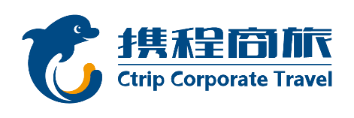 携程商旅
Ctrip Corporate Travel